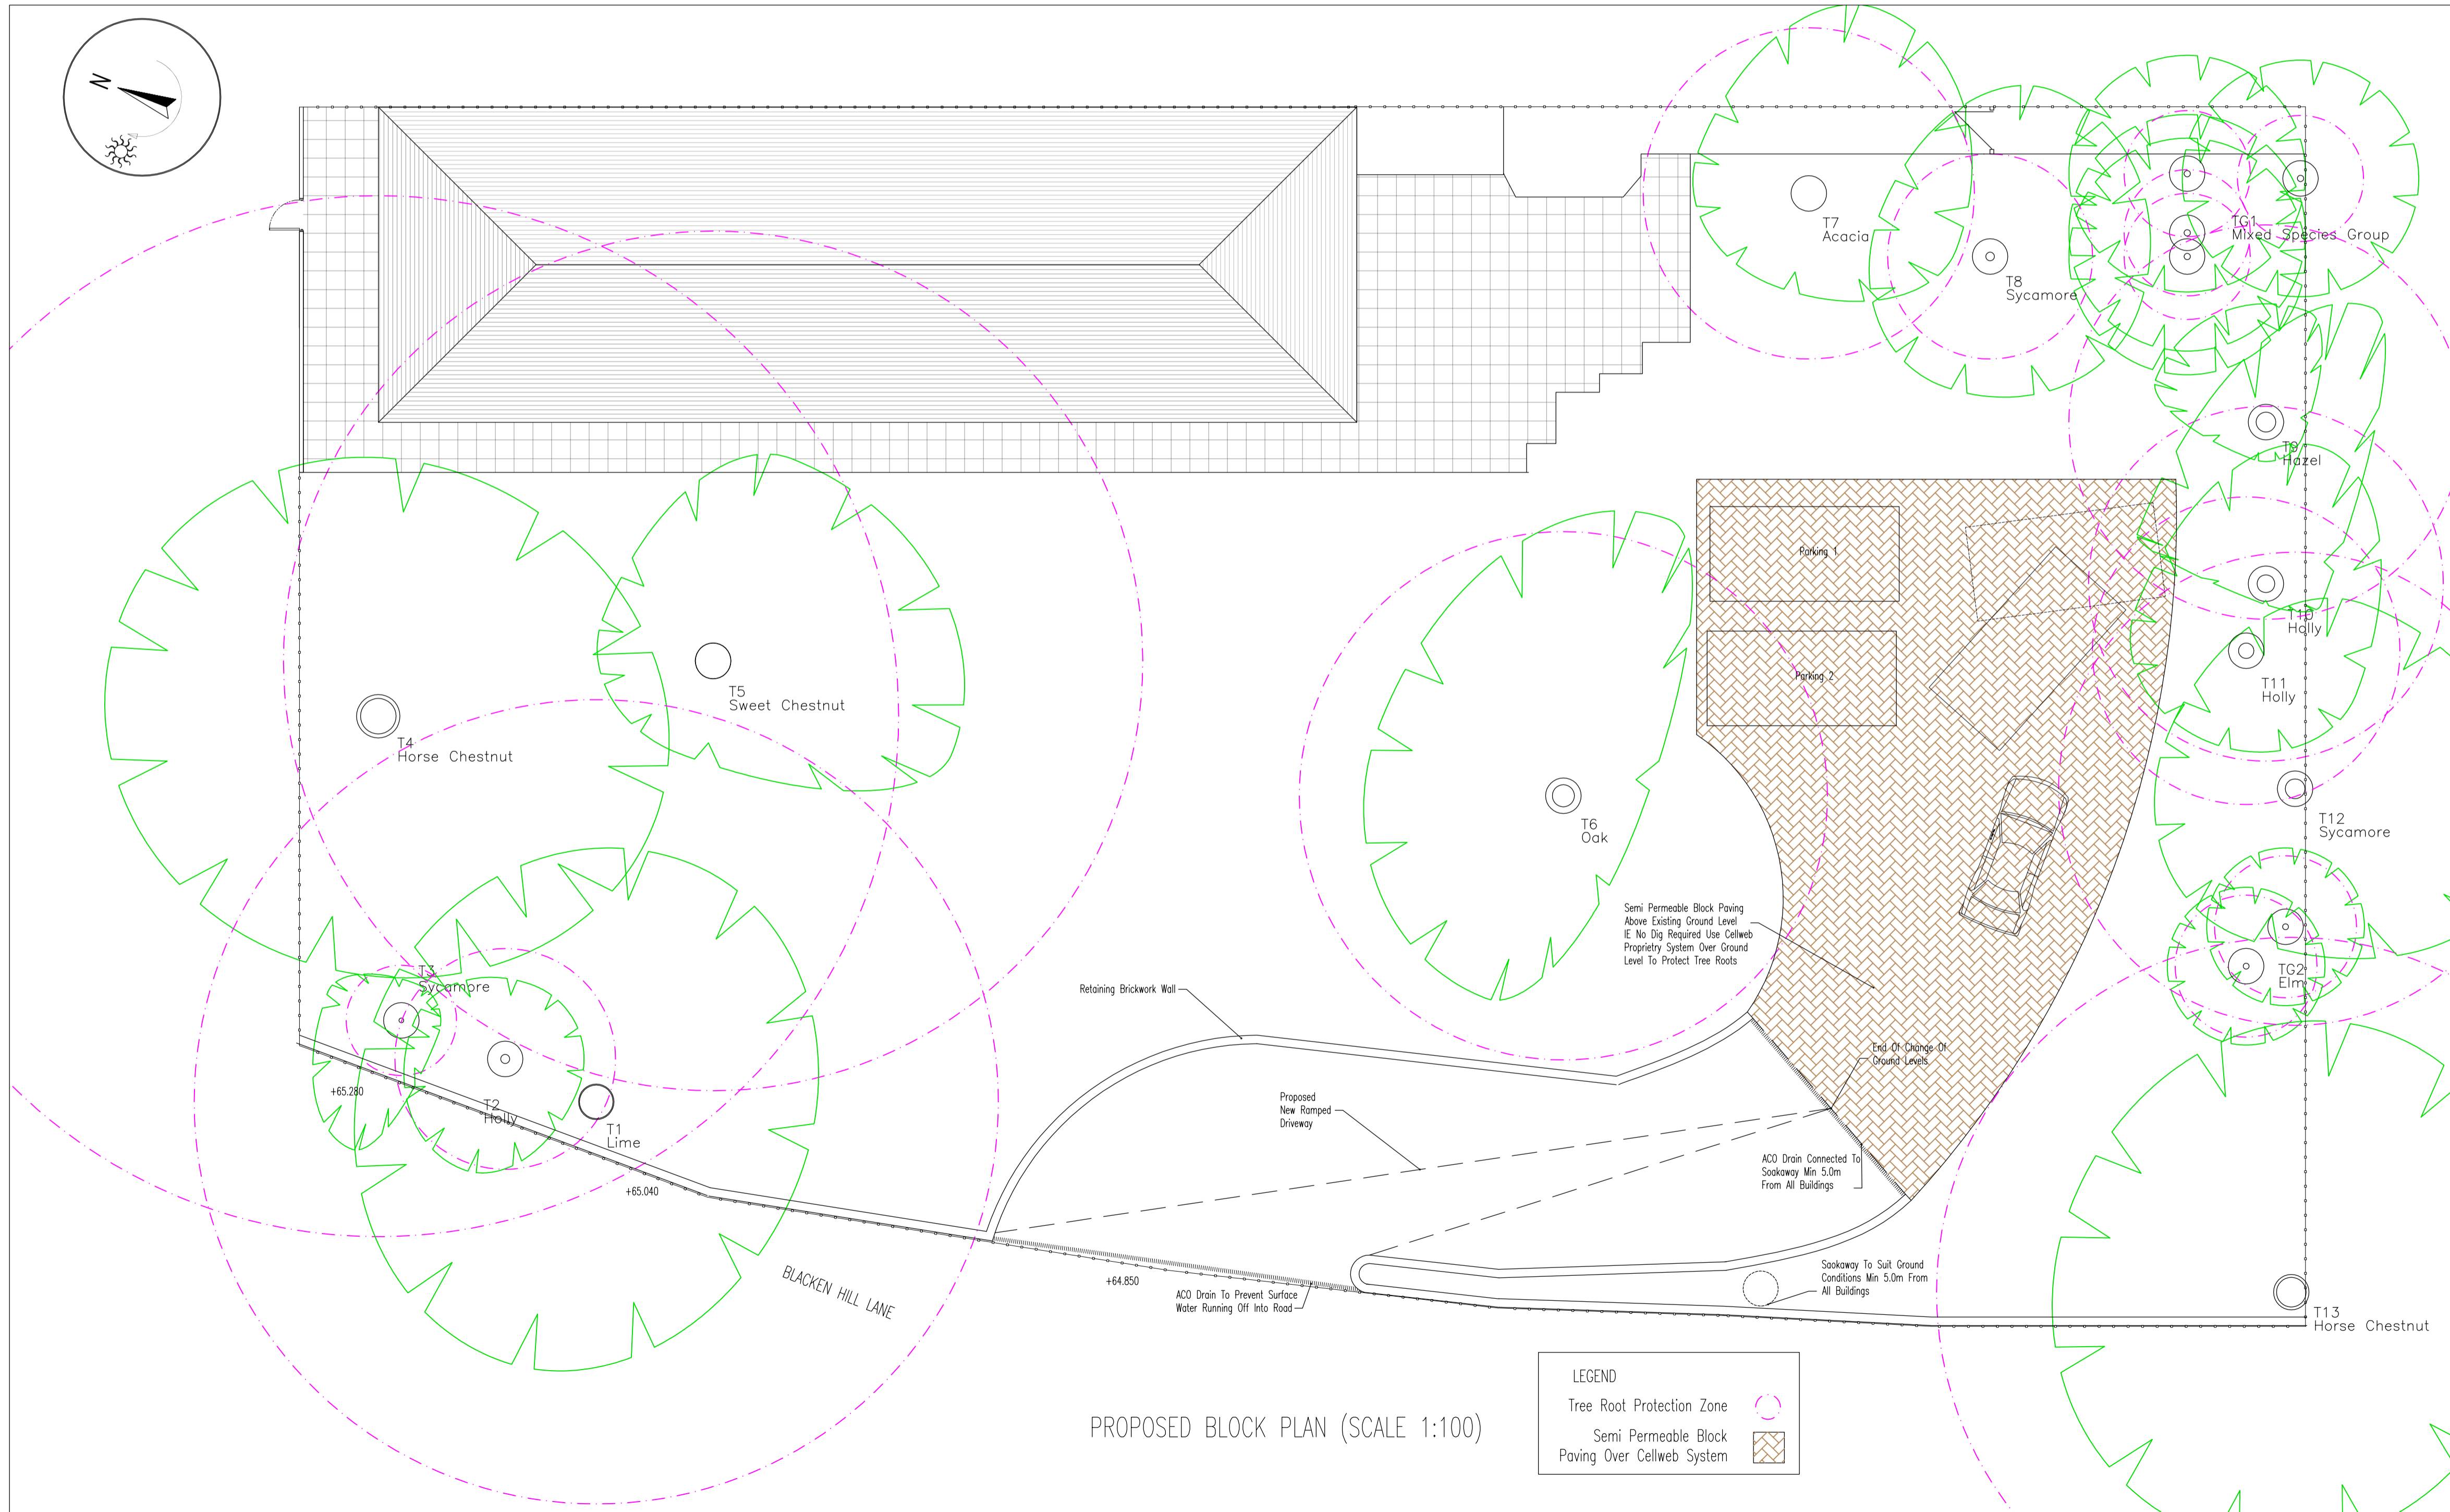 N
T7
Acacia
T8
Sycamore
TG1
Mixed Species Group
T9
Hazel
T10
Holly
T11
Holly
T12
Sycamore
TG2
Elm
T13
Horse Chestnut
Parking 1
Parking 2
T6
Oak
T5
Sweet Chestnut
T4
Horse Chestnut
T3
Sycamore
T2
Holly
T1
Lime
+65.280
+65.040
+64.850
BLACKEN HILL LANE
Retaining Brickwork Wall
Semi Permeable Block Paving
Above Existing Ground Level
IE No Dig Required Use Cellweb
Proprietry System Over Ground
Level To Protect Tree Roots
End Of Change Of
Ground Levels
Proposed
New Ramped
Driveway
ACO Drain Connected To
Soakaway Min 5.0m
From All Buildings
Saokaway To Suit Ground
Conditions Min 5.0m From
All Buildings
ACO Drain To Prevent Surface
Water Running Off Into Road
PROPOSED BLOCK PLAN (SCALE 1:100)
LEGEND
Tree Root Protection Zone
Semi Permeable Block
Paving Over Cellweb System